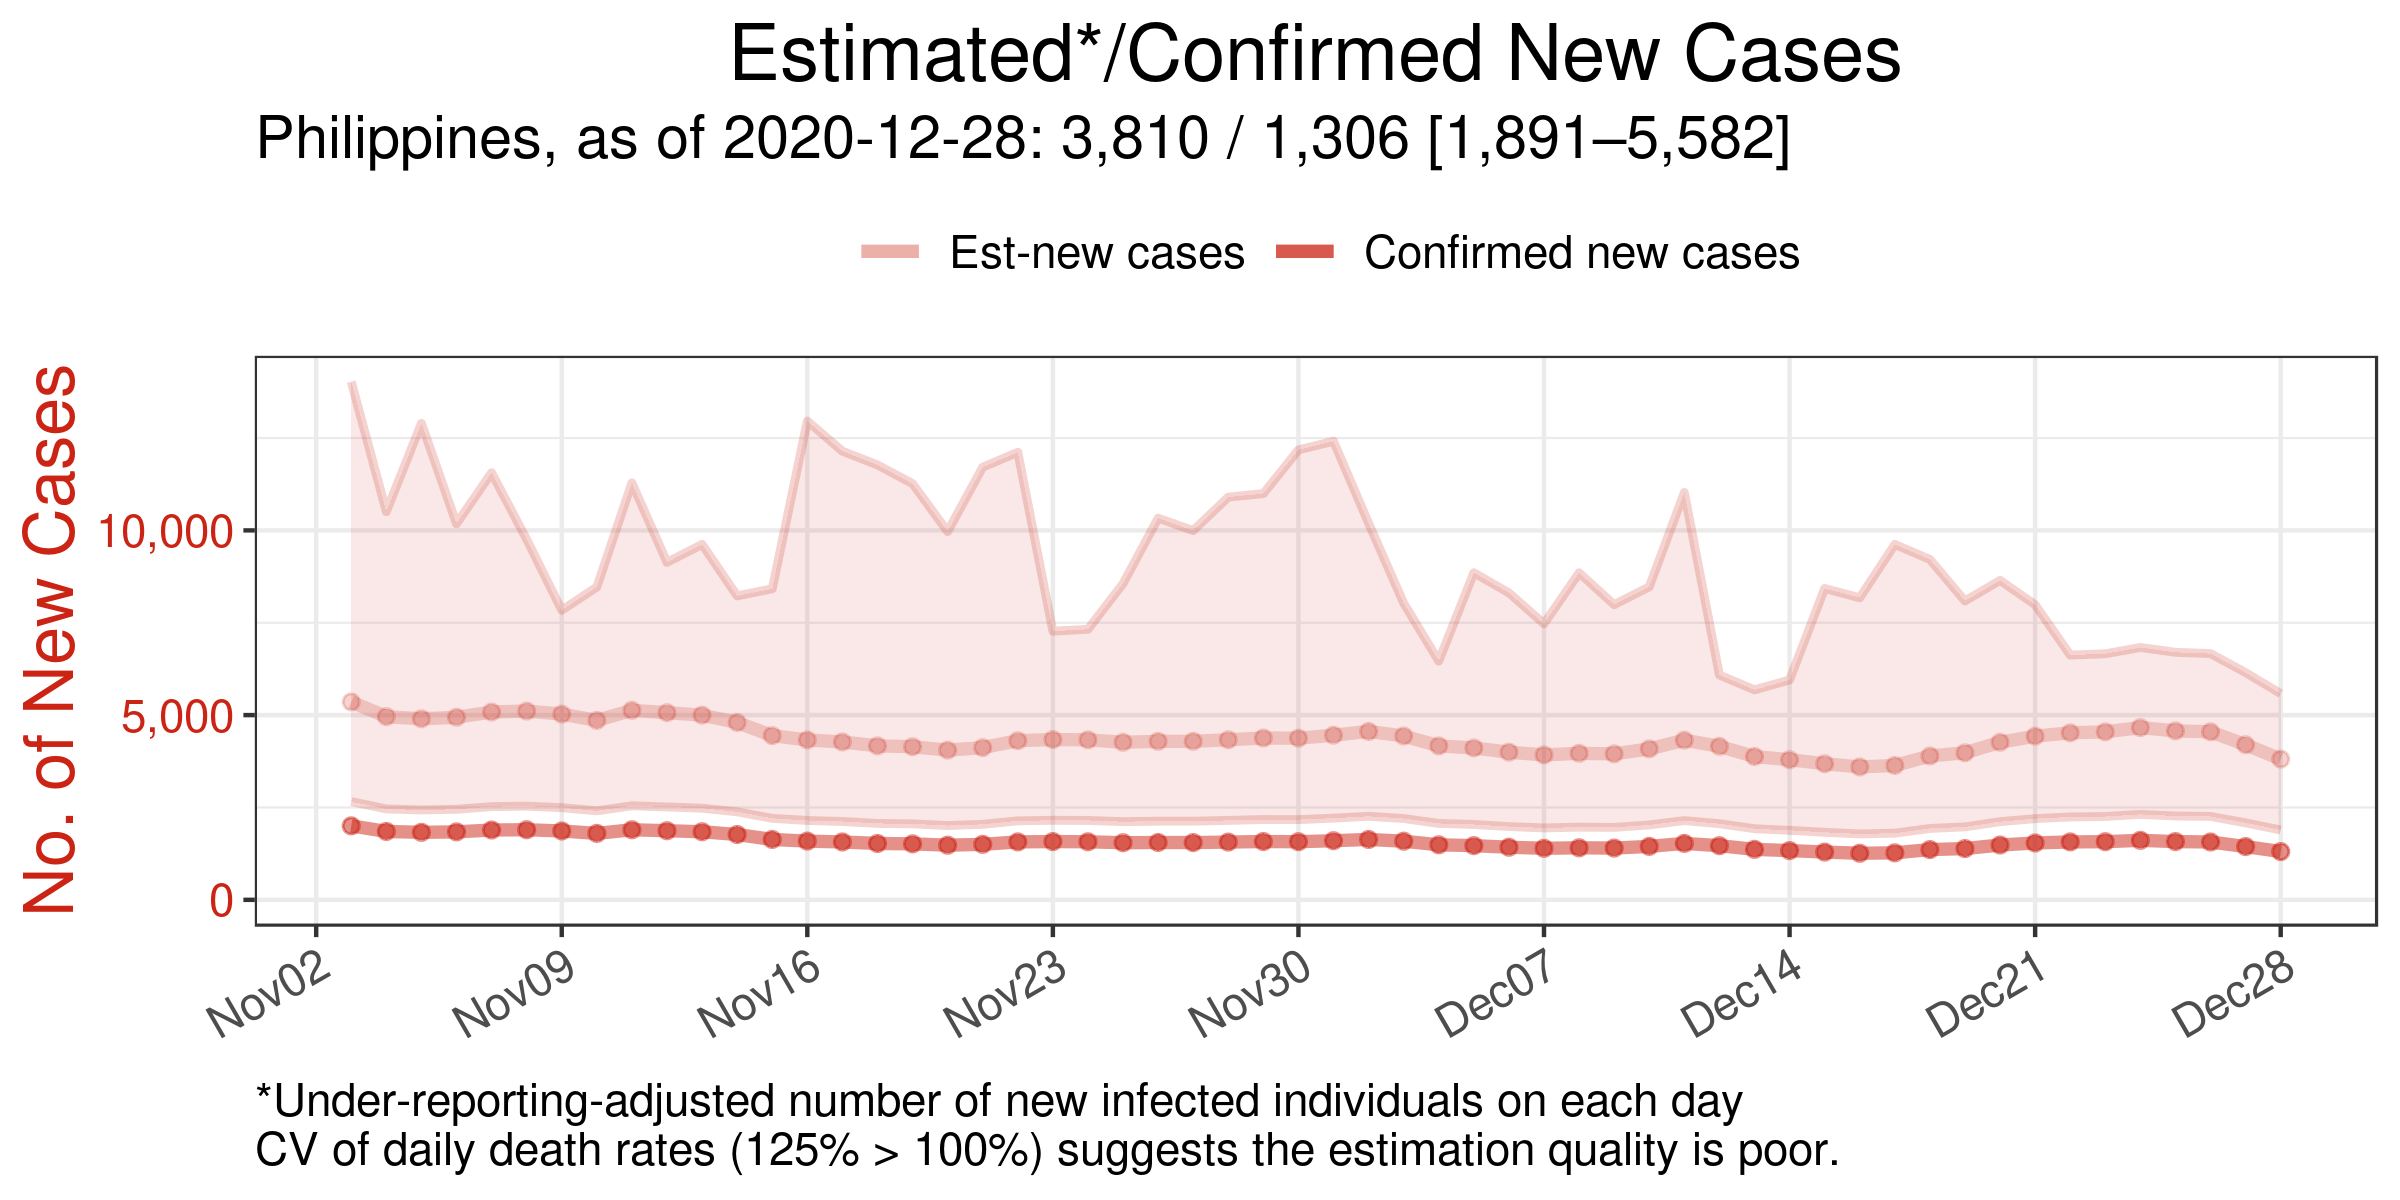 Estimated*/Confirmed New Cases
Philippines, as of 2020-12-28: 3,810 / 1,306 [1,891–5,582]
Est-new cases
Confirmed new cases
No. of New Cases
10,000
5,000
0
Nov02
Nov09
Nov16
Nov23
Nov30
Dec07
Dec14
Dec21
Dec28
*Under-reporting-adjusted number of new infected individuals on each day
CV of daily death rates (125% > 100%) suggests the estimation quality is poor.